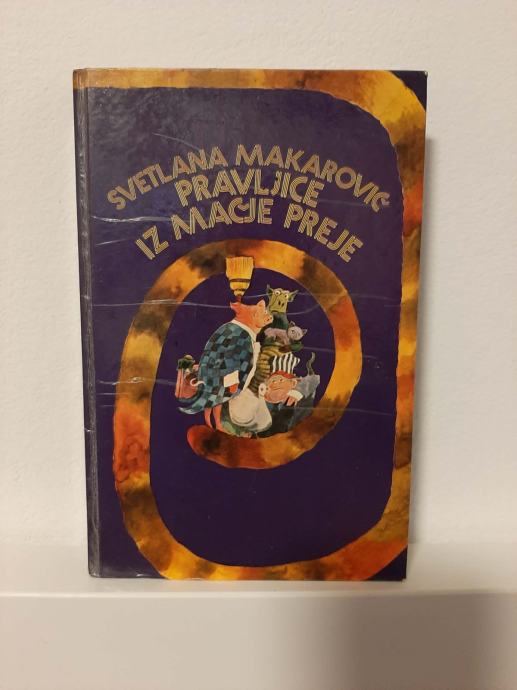 SVETLANA MAKAROVIČ
PRAVLJICE
IZ MAČJE PREJE